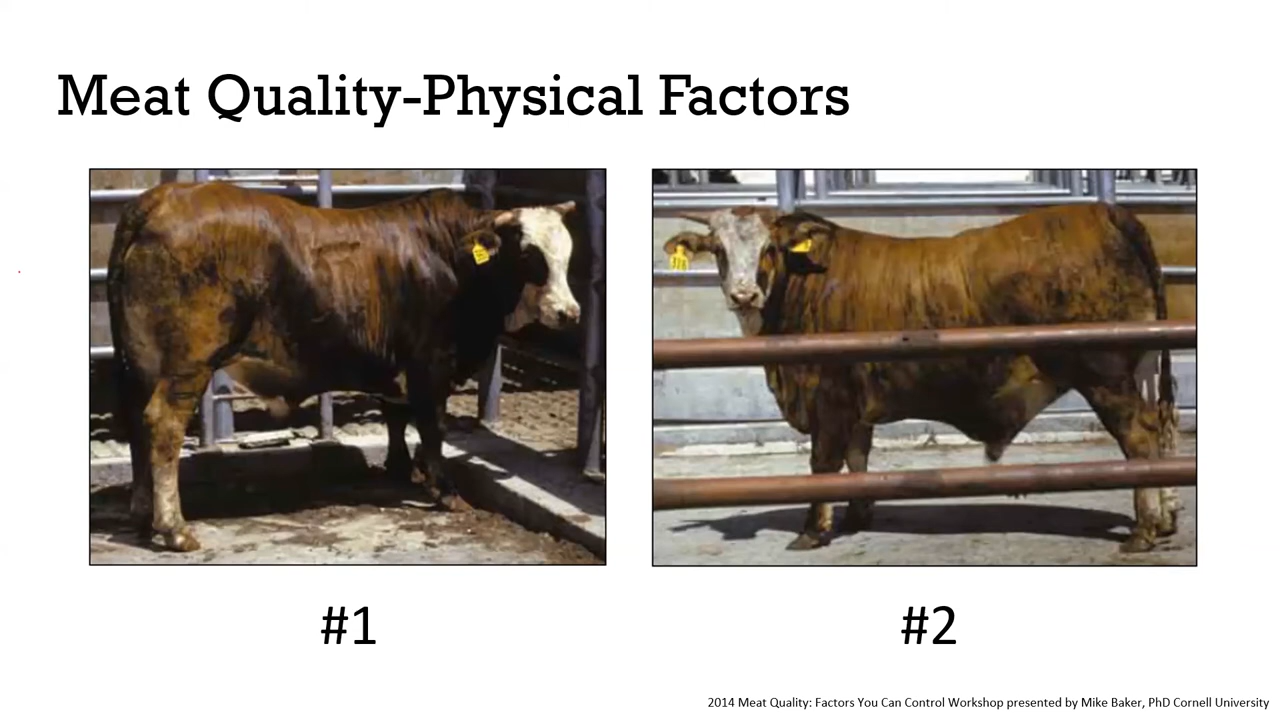 Meat Quality-Physical Factors
#1
#2
2014 Meat Quality: Factors You Can Control Workshop presented by Mike Baker, PhD Cornell University